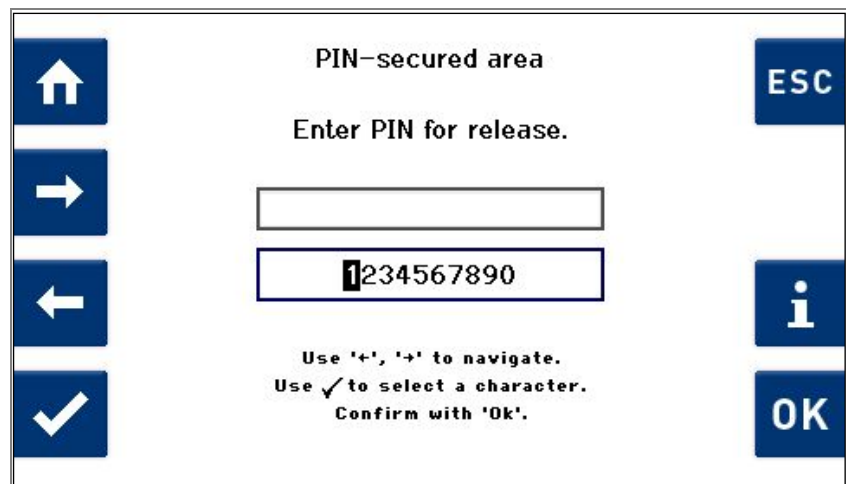 PIN-secured area
ESC
Enter PIN for release.
1234567890
i
Use '←', '→' to navigate.
Use ✓ to select a character.
Confirm with 'Ok'.
OK